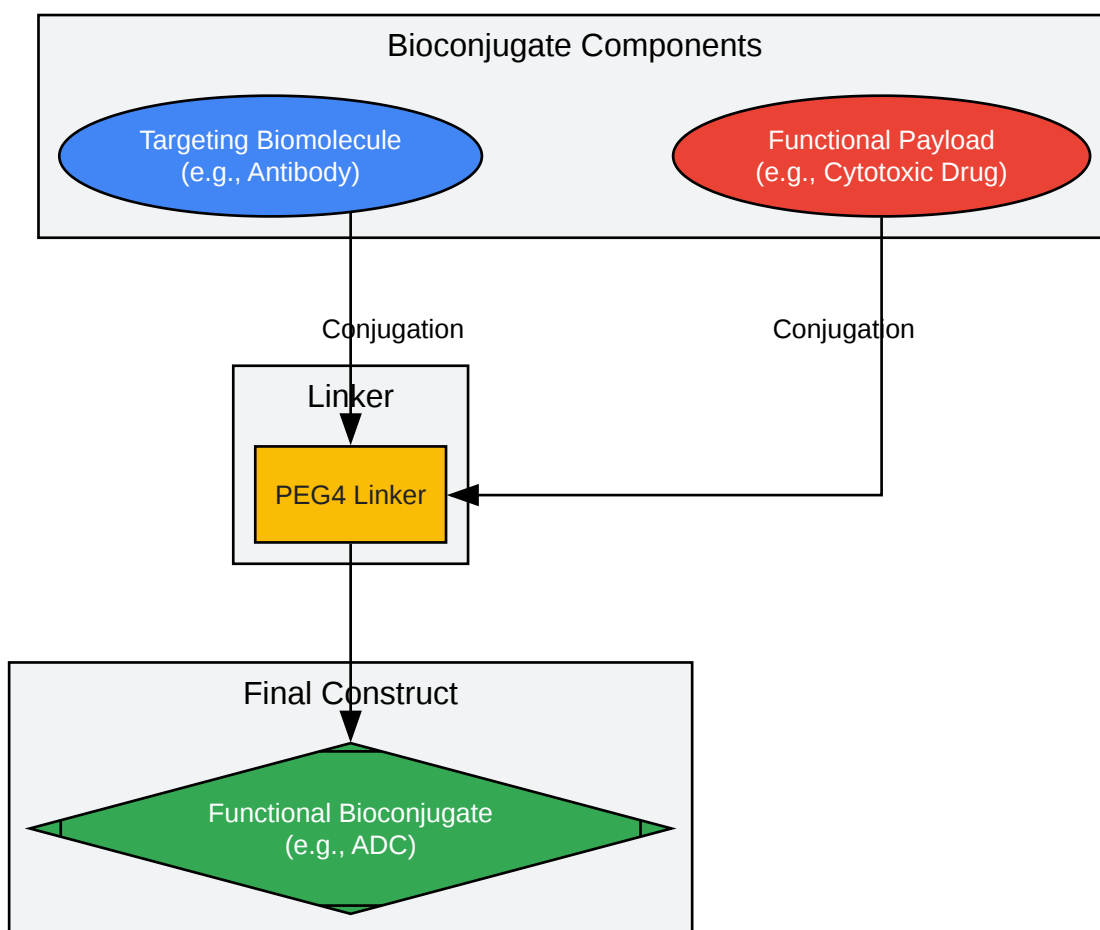 Bioconjugate Components
Targeting Biomolecule
(e.g., Antibody)
Functional Payload
(e.g., Cytotoxic Drug)
Conjugation
Conjugation
Linker
PEG4 Linker
Final Construct
Functional Bioconjugate
(e.g., ADC)